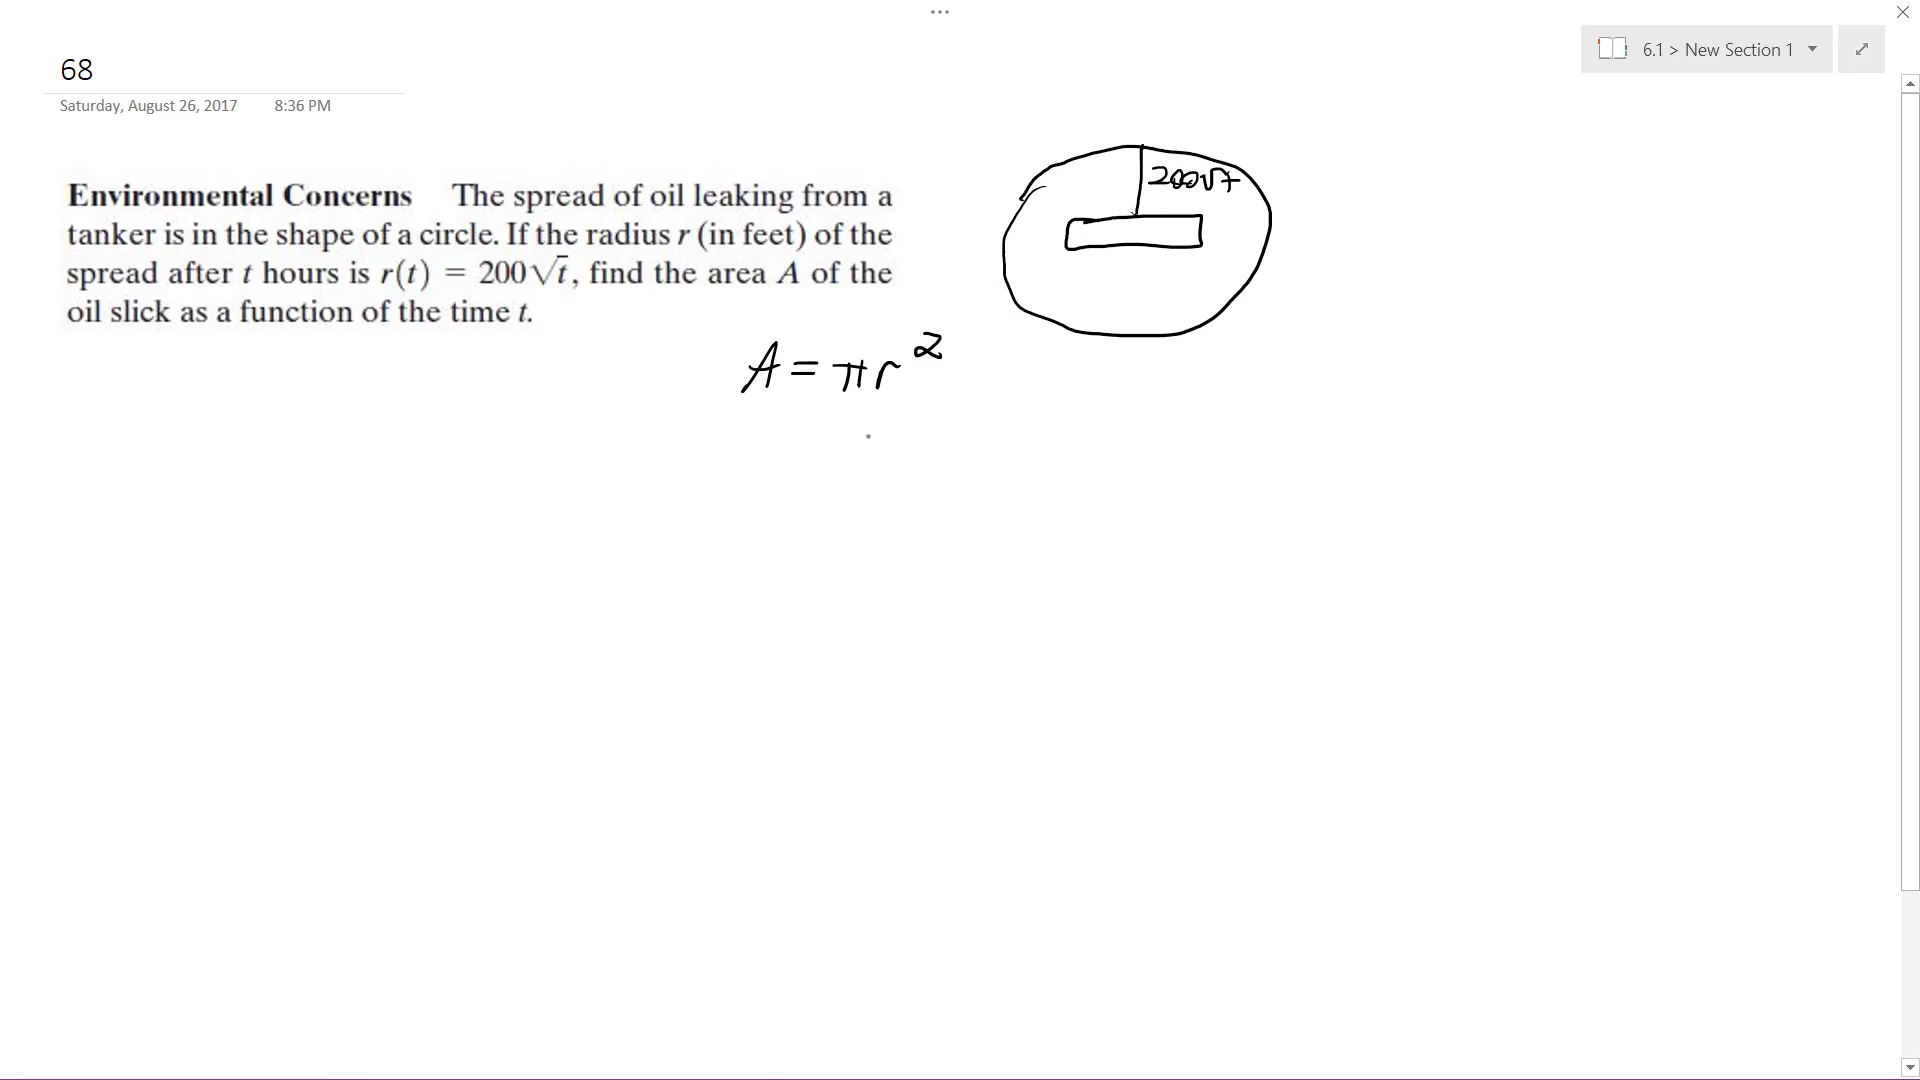 6.1 > New Section 1
68
Saturday, August 26, 2017 8:36 PM
Environmental Concerns The spread of oil leaking from a
tanker is in the shape of a circle. If the radius r (in feet) of the
spread after t hours is r(t) = 200√t, find the area A of the
oil slick as a function of the time t.
200√t
A = πr²